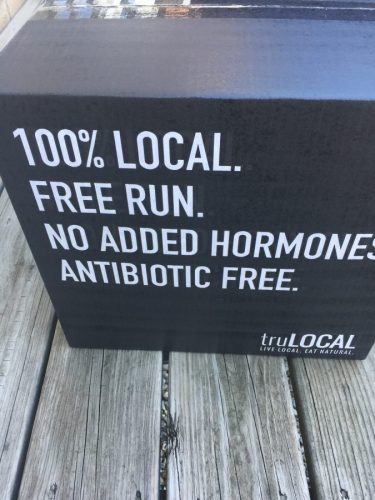 100% LOCAL.
FREE RUN.
NO ADDED HORMONES
ANTIBIOTIC FREE.
truLOCAL
LIVE LOCAL. EAT NATURAL.